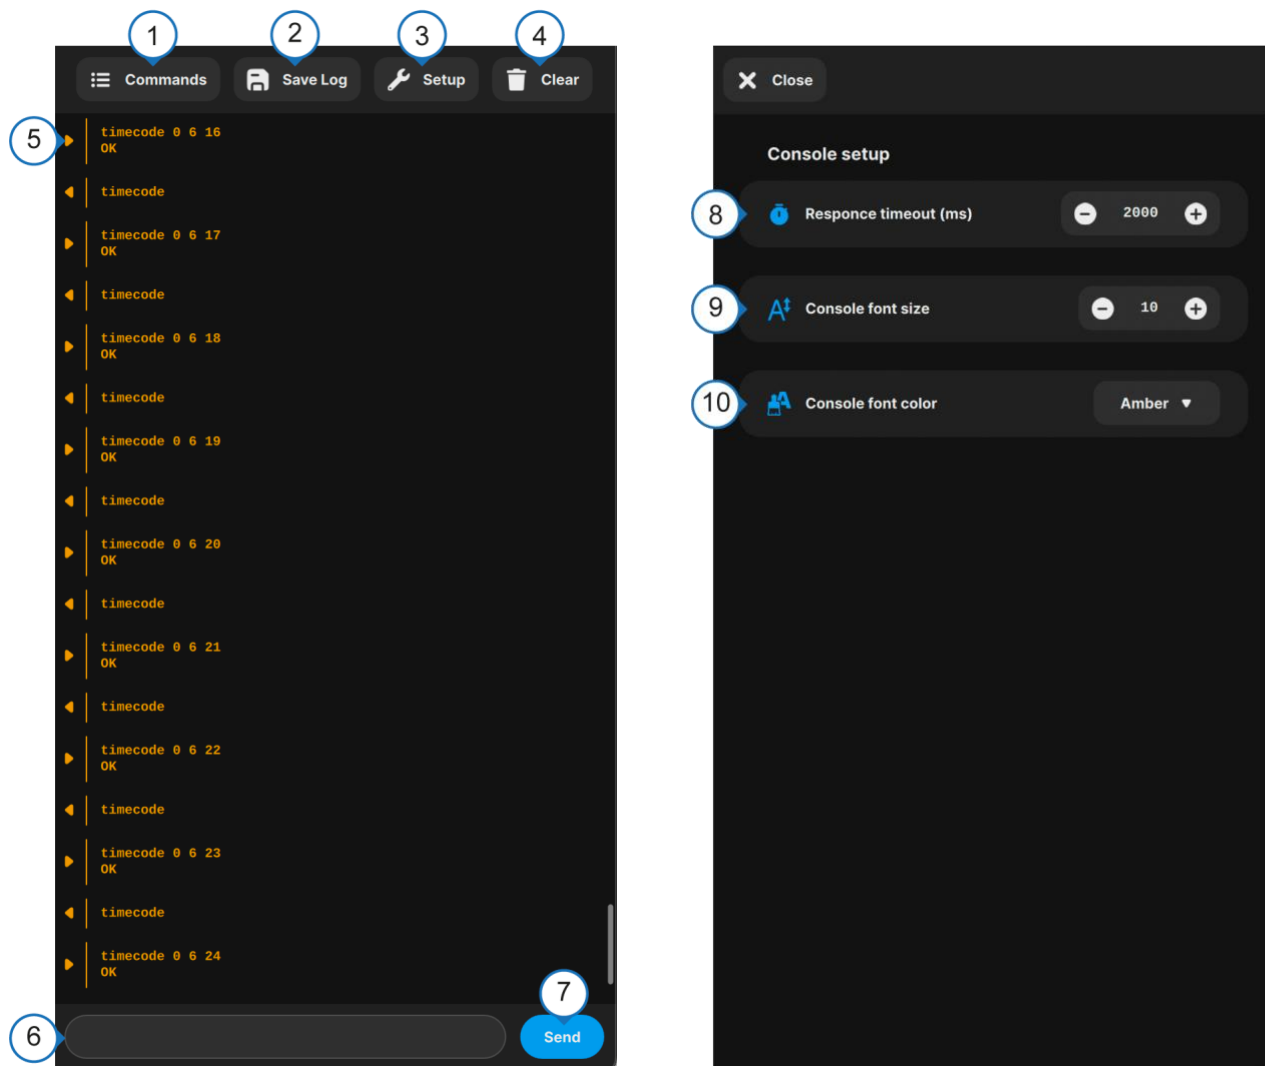 1 2 3 4
Commands Save Log Setup Clear
5
timecode 0 6 16
OK
timecode
timecode 0 6 17
OK
timecode
timecode 0 6 18
OK
timecode
timecode 0 6 19
OK
timecode
timecode 0 6 20
OK
timecode
timecode 0 6 21
OK
timecode
timecode 0 6 22
OK
timecode
timecode 0 6 23
OK
timecode
timecode 0 6 24
OK
7
6 Send
Close
Console setup
8 Responce timeout (ms) 2000
9 Console font size 10
10 Console font color Amber